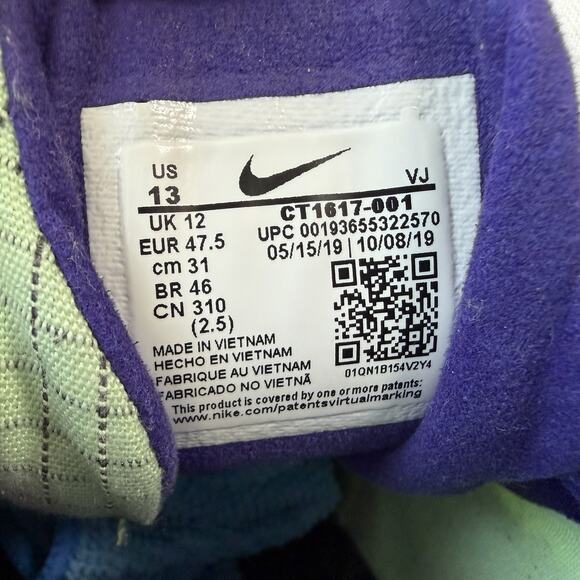 US
13
VJ
UK 12
EUR 47.5
cm 31
BR 46
CN 310
(2.5)
CT1617-001
UPC 00193655322570
05/15/19 | 10/08/19
01QN1B154V2Y4
MADE IN VIETNAM
HECHO EN VIETNAM
FABRIQUE AU VIETNAM
FABRICADO NO VIETNÃ
This product is covered by one or more patents:
www.nike.com/patentsvirtualmarking